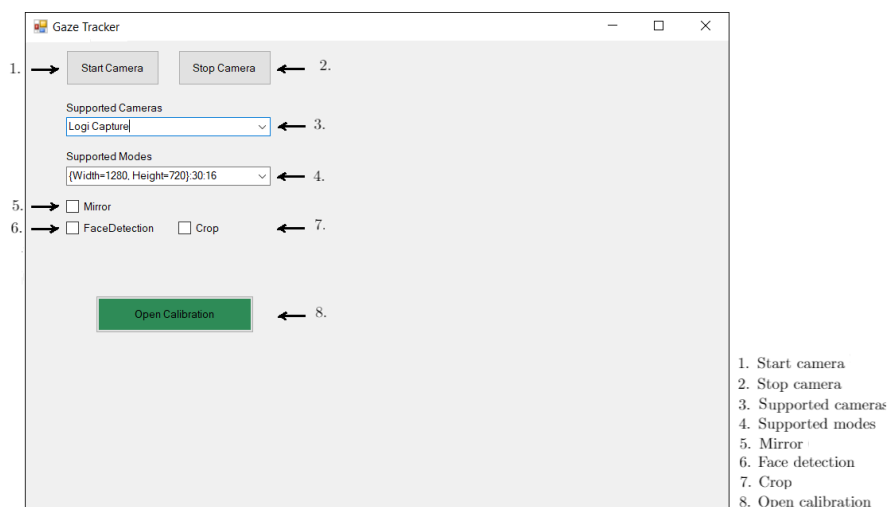 Gaze Tracker
1. Start Camera Stop Camera 2.
Supported Cameras
Logi Capture 3.
Supported Modes
{Width=1280, Height=720}:30:16 4.
5. Mirror
6. FaceDetection Crop 7.
Open Calibration 8.
1. Start camera
2. Stop camera
3. Supported cameras
4. Supported modes
5. Mirror
6. Face detection
7. Crop
8. Open calibration